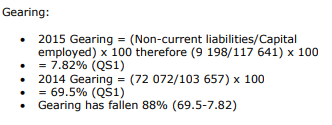 Gearing:
• 2015 Gearing = (Non-current liabilities/Capital
employed) x 100 therefore (9 198/117 641) x 100
• = 7.82% (QS1)
• 2014 Gearing = (72 072/103 657) x 100
• = 69.5% (QS1)
• Gearing has fallen 88% (69.5-7.82)